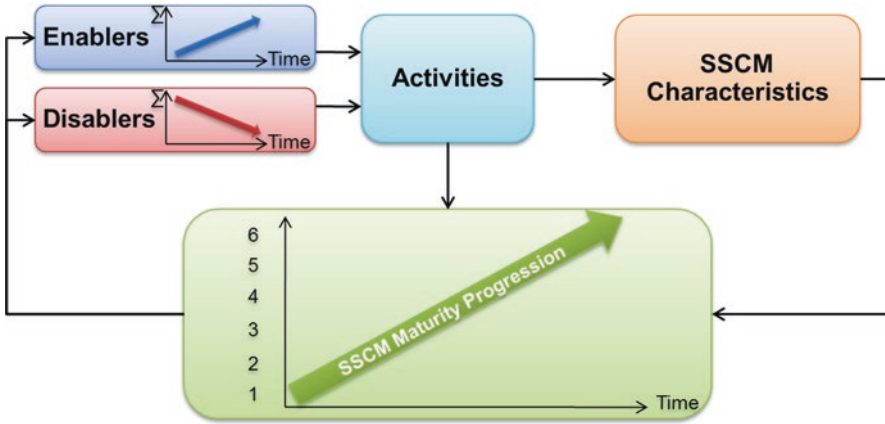 Enablers
Σ
Time
Disablers
Σ
Time
Activities
SSCM
Characteristics
6
5
4
3
2
1
SSCM Maturity Progression
Time